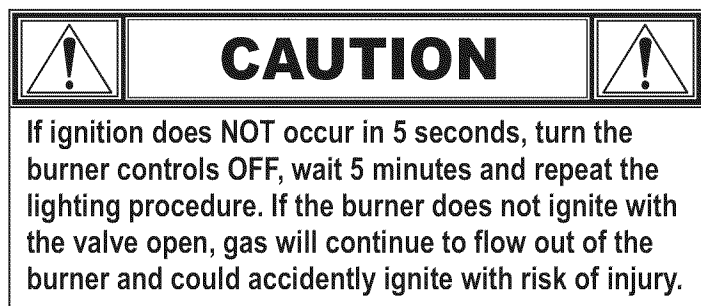 CAUTION
If ignition does NOT occur in 5 seconds, turn the
burner controls OFF, wait 5 minutes and repeat the
lighting procedure. If the burner does not ignite with
the valve open, gas will continue to flow out of the
burner and could accidently ignite with risk of injury.